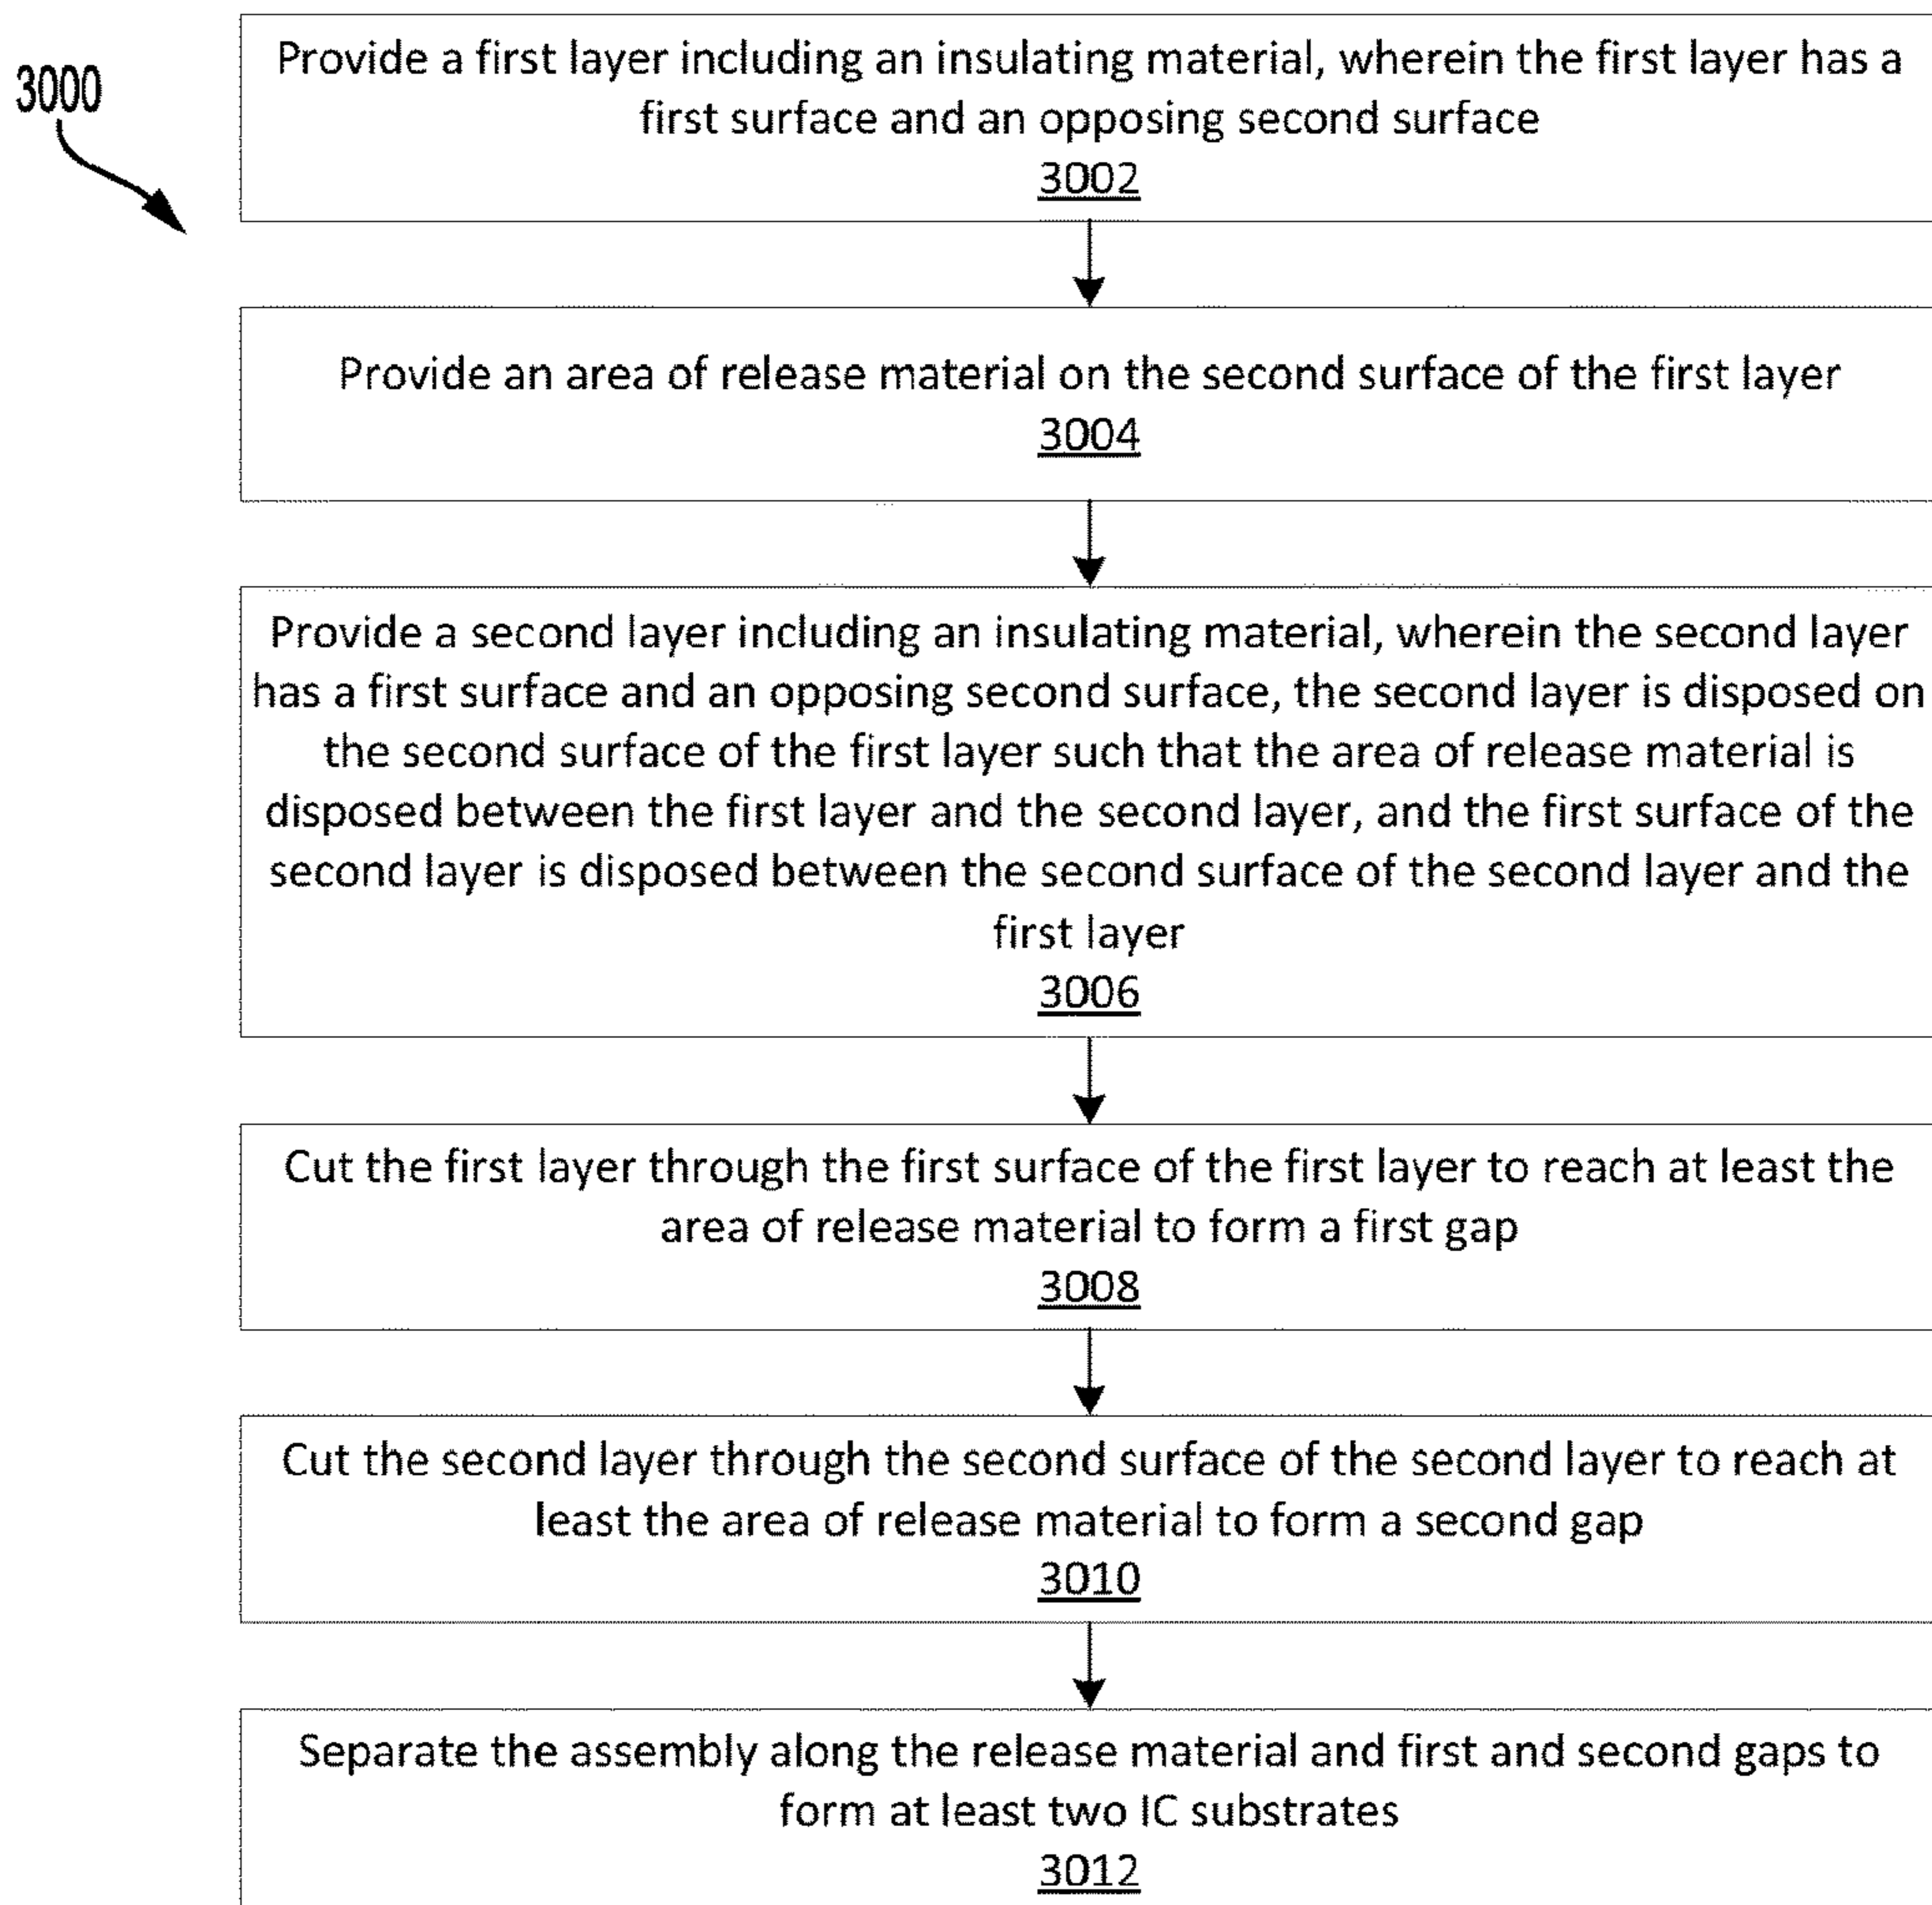 3000
Provide a first layer including an insulating material, wherein the first layer has a
first surface and an opposing second surface
3002
Provide an area of release material on the second surface of the first layer
3004
Provide a second layer including an insulating material, wherein the second layer
has a first surface and an opposing second surface, the second layer is disposed on
the second surface of the first layer such that the area of release material is
disposed between the first layer and the second layer, and the first surface of the
second layer is disposed between the second surface of the second layer and the
first layer
3006
Cut the first layer through the first surface of the first layer to reach at least the
area of release material to form a first gap
3008
Cut the second layer through the second surface of the second layer to reach at
least the area of release material to form a second gap
3010
Separate the assembly along the release material and first and second gaps to
form at least two IC substrates
3012